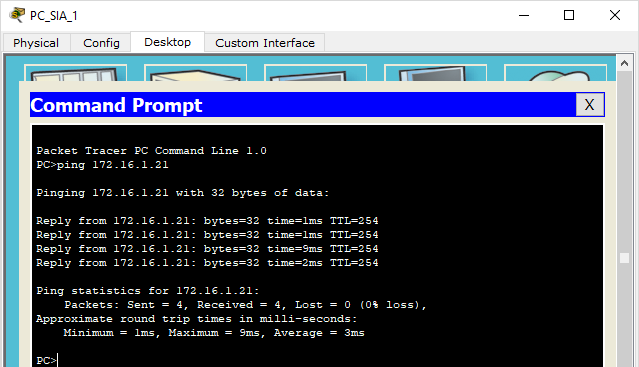 PC_SIA_1
Physical Config Desktop Custom Interface
Command Prompt X
Packet Tracer PC Command Line 1.0
PC>ping 172.16.1.21
Pinging 172.16.1.21 with 32 bytes of data:
Reply from 172.16.1.21: bytes=32 time=1ms TTL=254
Reply from 172.16.1.21: bytes=32 time=1ms TTL=254
Reply from 172.16.1.21: bytes=32 time=9ms TTL=254
Reply from 172.16.1.21: bytes=32 time=2ms TTL=254
Ping statistics for 172.16.1.21:
Packets: Sent = 4, Received = 4, Lost = 0 (0% loss),
Approximate round trip times in milli-seconds:
Minimum = 1ms, Maximum = 9ms, Average = 3ms
PC>